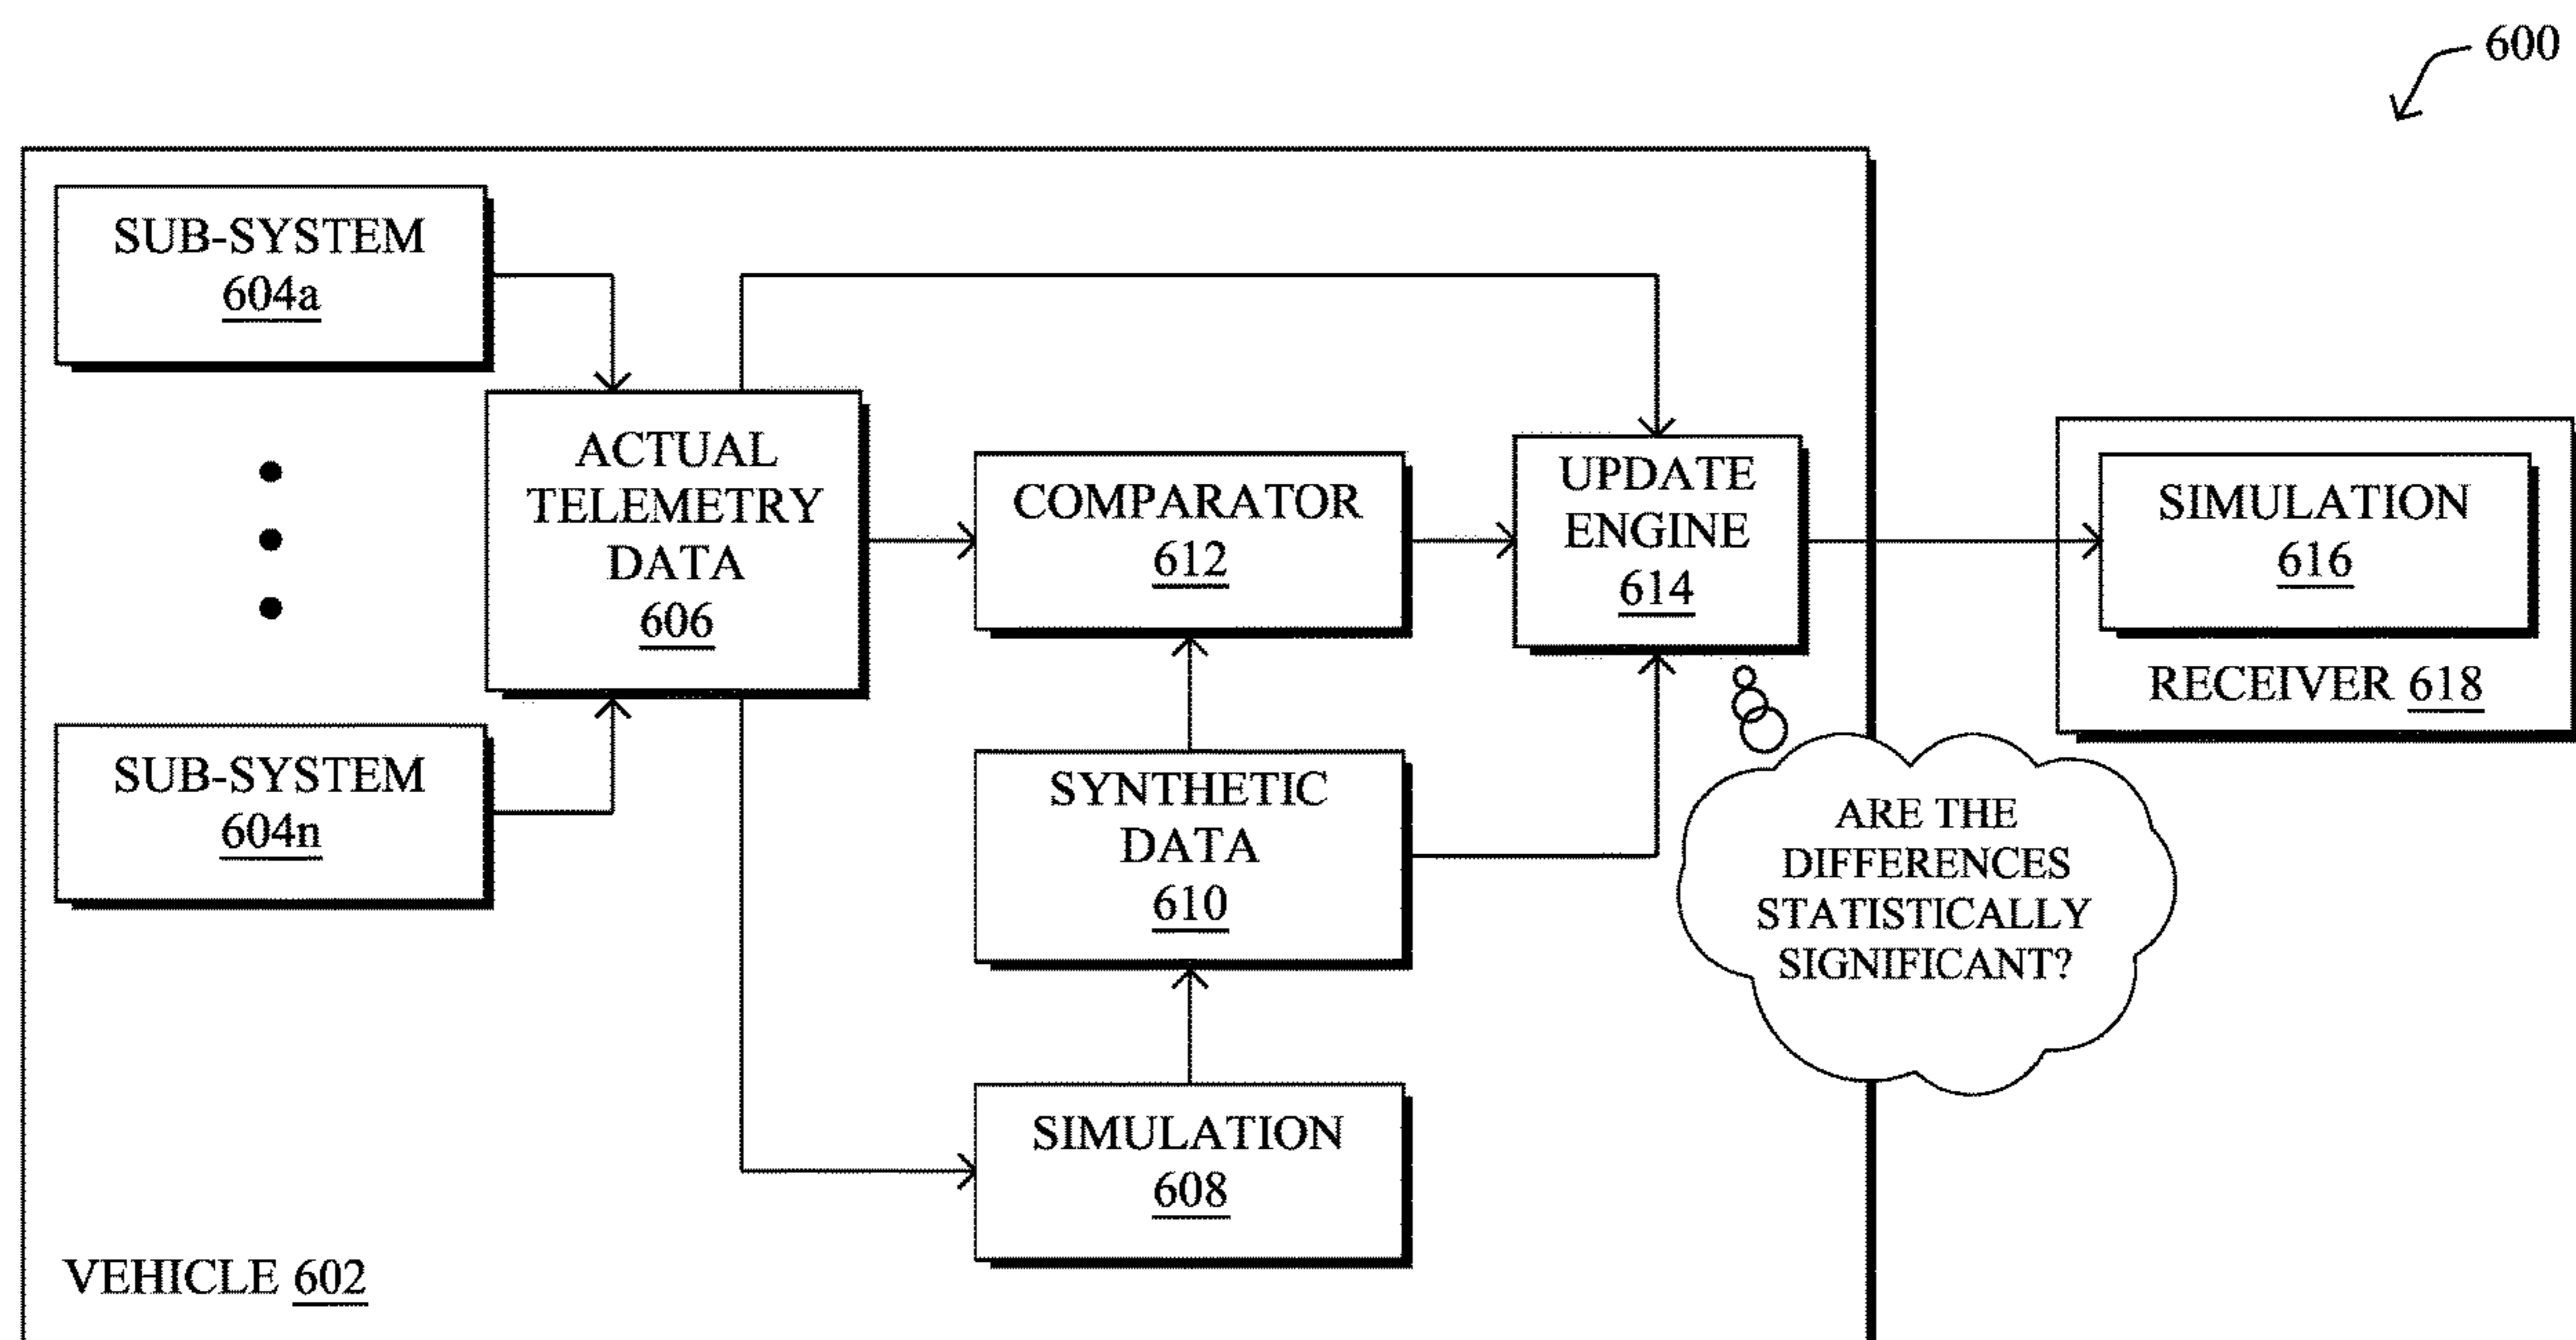 600
SUB-SYSTEM
604a
ACTUAL
TELEMETRY
DATA
606
SUB-SYSTEM
604n
COMPARATOR
612
SYNTHETIC
DATA
610
SIMULATION
608
UPDATE
ENGINE
614
SIMULATION
616
RECEIVER 618
ARE THE
DIFFERENCES
STATISTICALLY
SIGNIFICANT?
VEHICLE 602